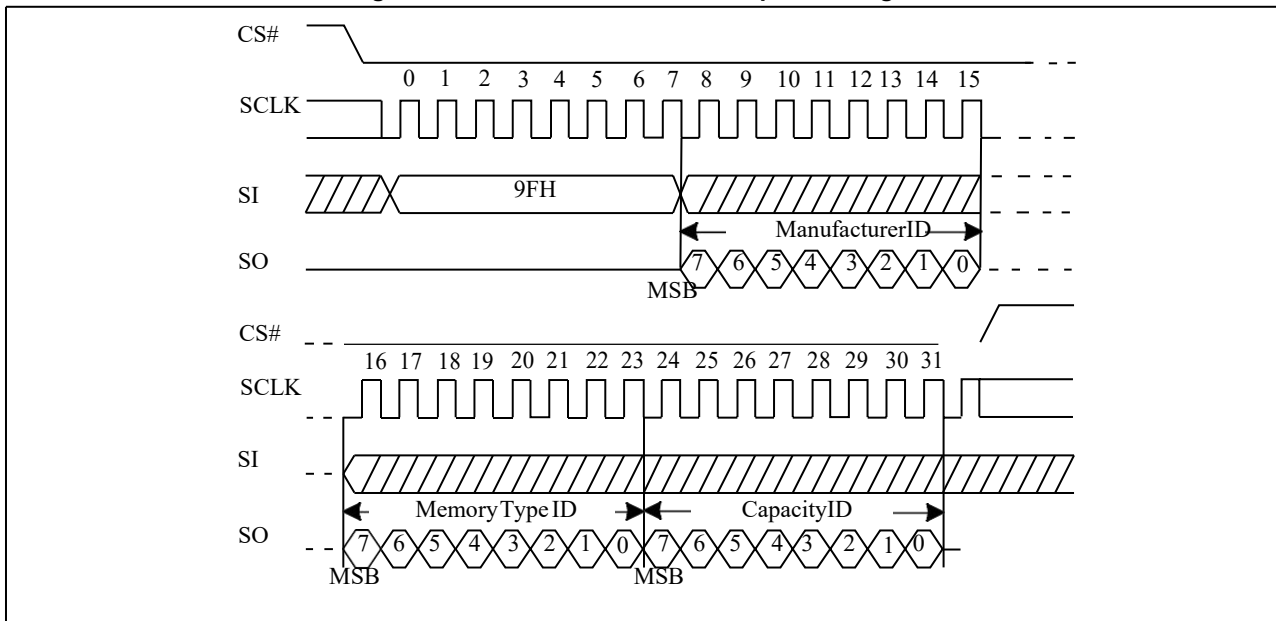 CS#
0 1 2 3 4 5 6 7 8 9 10 11 12 13 14 15
SCLK
SI 9FH
ManufacturerID
SO 7 6 5 4 3 2 1 0
MSB
CS#
16 17 18 19 20 21 22 23 24 25 26 27 28 29 30 31
SCLK
SI
MemoryType ID CapacityID
SO 7 6 5 4 3 2 1 0 7 6 5 4 3 2 1 0
MSB MSB